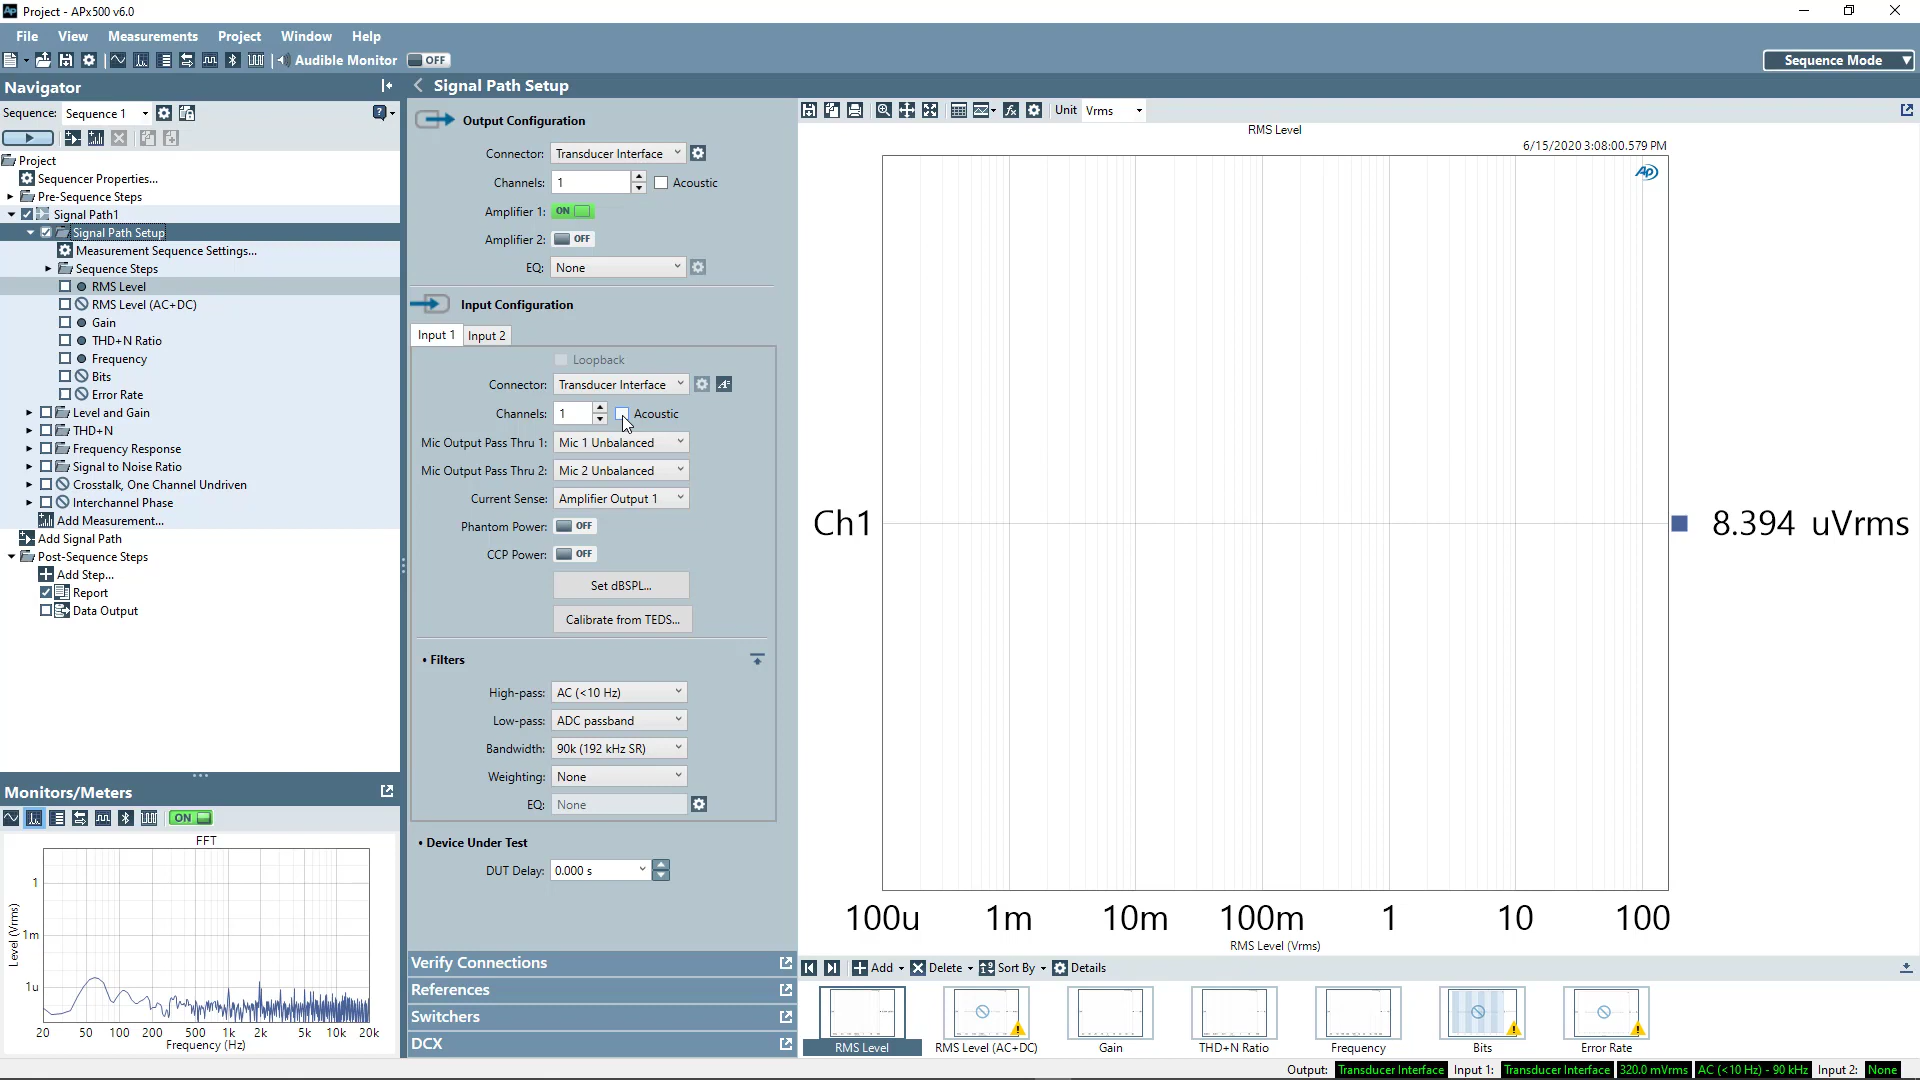 Project - APx500 v6.0
File View Measurements Project Window Help
Audible Monitor OFF
Sequence Mode
Navigator
Sequence: Sequence 1
Project
Sequencer Properties...
Pre-Sequence Steps
Signal Path1
Signal Path Setup
Measurement Sequence Settings...
Sequence Steps
RMS Level
RMS Level (AC+DC)
Gain
THD+N Ratio
Frequency
Bits
Error Rate
Level and Gain
THD+N
Frequency Response
Signal to Noise Ratio
Crosstalk, One Channel Undriven
Interchannel Phase
Add Measurement...
Add Signal Path
Post-Sequence Steps
Add Step...
Report
Data Output
Monitors/Meters
ON
FFT
Level (Vrms)
1
1m
1u
20 50 100 200 500 1k 2k 5k 10k 20k
Frequency (Hz)
Signal Path Setup
Output Configuration
Connector: Transducer Interface
Channels: 1 Acoustic
Amplifier 1: ON
Amplifier 2: OFF
EQ: None
Input Configuration
Input 1 Input 2
Loopback
Connector: Transducer Interface
Channels: 1 Acoustic
Mic Output Pass Thru 1: Mic 1 Unbalanced
Mic Output Pass Thru 2: Mic 2 Unbalanced
Current Sense: Amplifier Output 1
Phantom Power: OFF
CCP Power: OFF
Set dBSPL...
Calibrate from TEDS...
• Filters
High-pass: AC (<10 Hz)
Low-pass: ADC passband
Bandwidth: 90k (192 kHz SR)
Weighting: None
EQ: None
• Device Under Test
DUT Delay: 0.000 s
Verify Connections
References
Switchers
DCX
Unit Vrms
RMS Level
6/15/2020 3:08:00.579 PM
AP
Ch1
8.394 uVrms
100u 1m 10m 100m 1 10 100
RMS Level (Vrms)
Add Delete Sort By Details
RMS Level RMS Level (AC+DC) Gain THD+N Ratio Frequency Bits Error Rate
Output: Transducer Interface Input 1: Transducer Interface 320.0 mVrms AC (<10 Hz) - 90 kHz Input 2: None